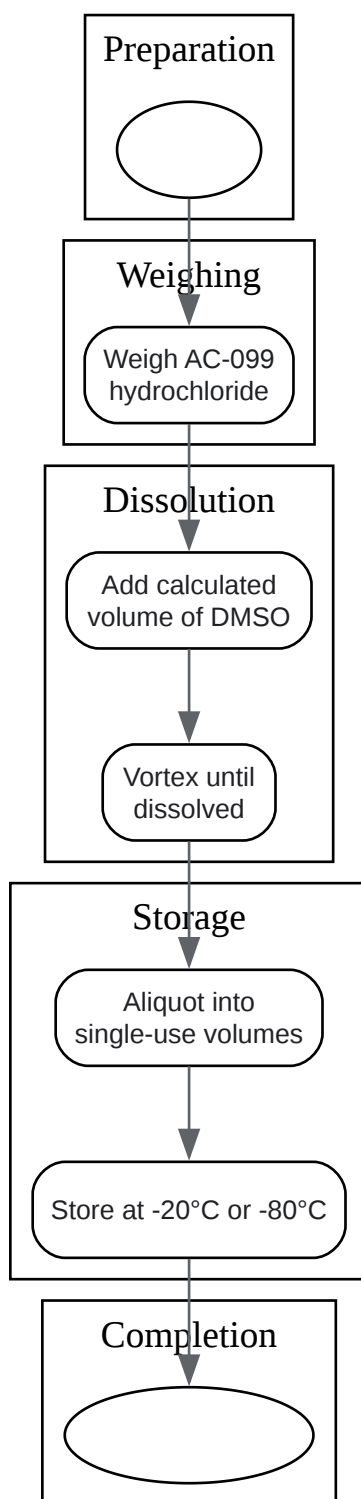 Preparation
Weighing
Weigh AC-099
hydrochloride
Dissolution
Add calculated
volume of DMSO
Vortex until
dissolved
Storage
Aliquot into
single-use volumes
Store at -20°C or -80°C
Completion